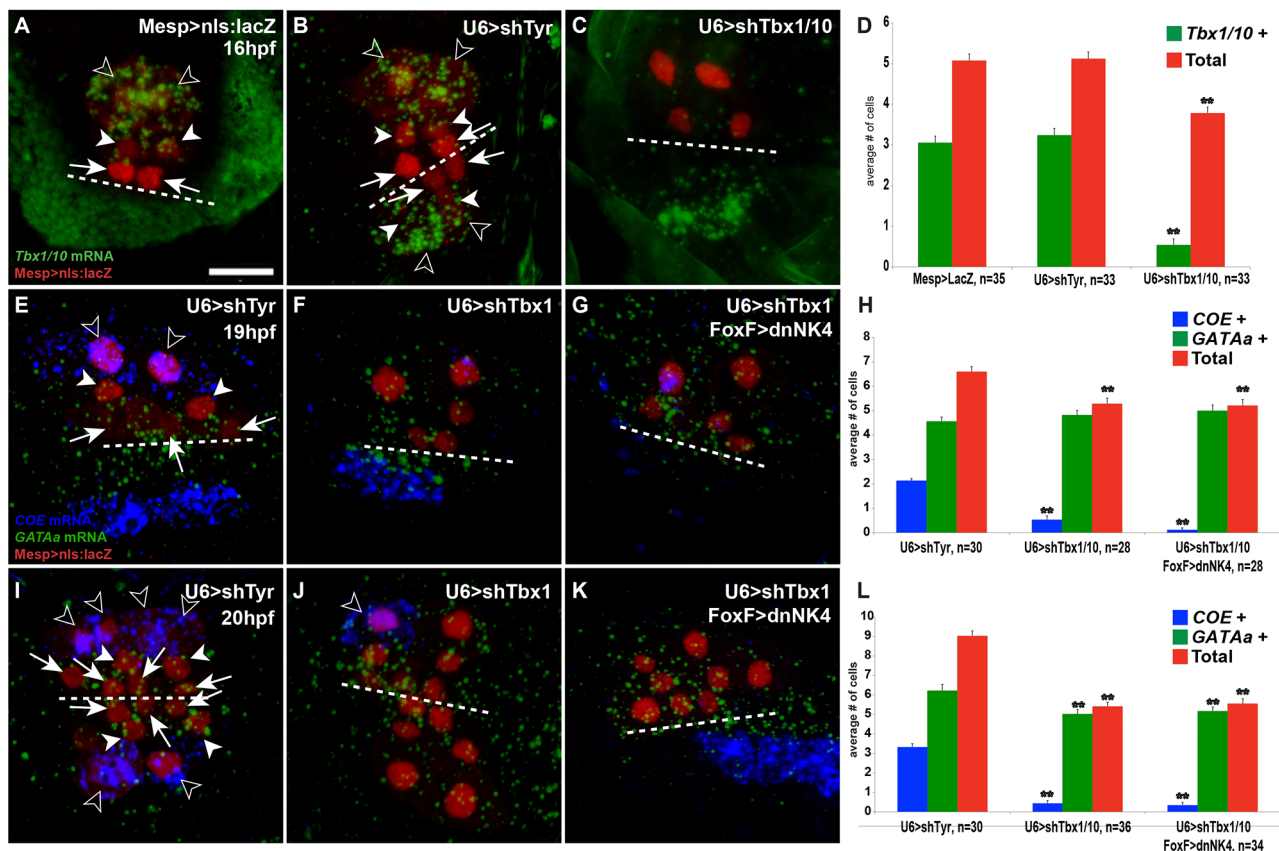 A
Mesp>nls:lacZ
16hpf
Tbx1/10 mRNA
Mesp>nls:lacZ
B
U6>shTyr
C
U6>shTbx1/10
D
Tbx1/10 +
Total
average # of cells
6
5
4
3
2
1
0
**
**
Mesp>LacZ, n=35
U6>shTyr, n=33
U6>shTbx1/10, n=33
E
U6>shTyr
19hpf
COE mRNA
GATAa mRNA
Mesp>nls:lacZ
F
U6>shTbx1
G
U6>shTbx1
FoxF>dnNK4
H
COE +
GATAa +
Total
average # of cells
8
7
6
5
4
3
2
1
0
**
**
**
**
U6>shTyr, n=30
U6>shTbx1/10, n=28
U6>shTbx1/10
FoxF>dnNK4, n=28
I
U6>shTyr
20hpf
J
U6>shTbx1
K
U6>shTbx1
FoxF>dnNK4
L
COE +
GATAa +
Total
average # of cells
10
9
8
7
6
5
4
3
2
1
0
**
**
**
**
**
**
U6>shTyr, n=30
U6>shTbx1/10, n=36
U6>shTbx1/10
FoxF>dnNK4, n=34